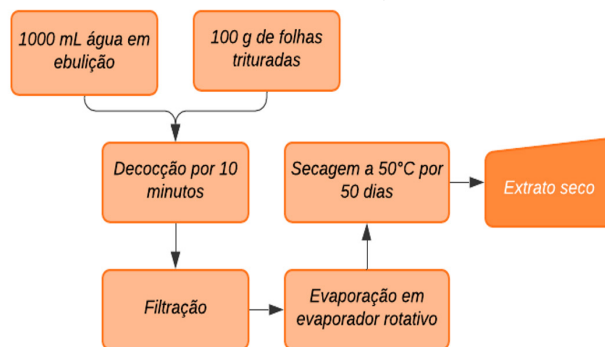 1000 mL água em
ebulição
100 g de folhas
trituradas
Decocção por 10
minutos
Filtração
Evaporação em
evaporador rotativo
Secagem a 50°C por
50 dias
Extrato seco